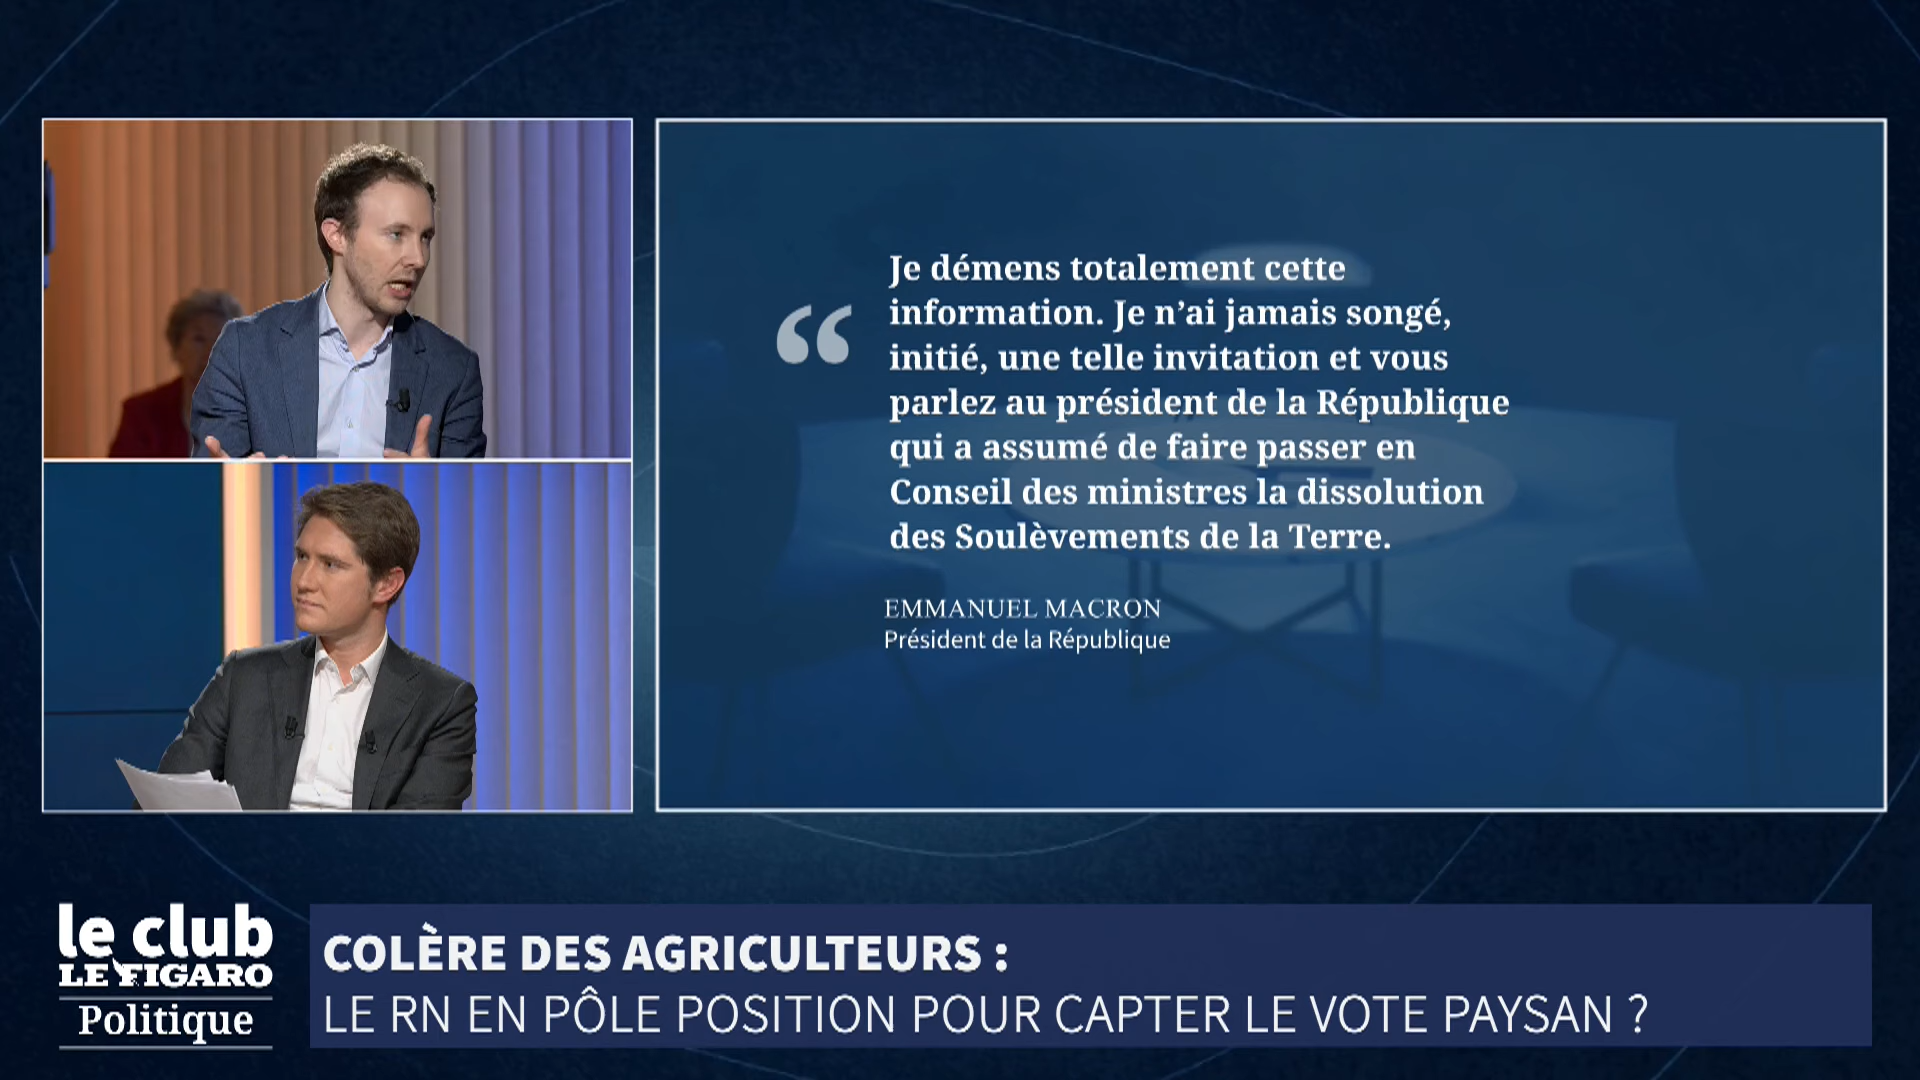 “
Je démens totalement cette
information. Je n’ai jamais songé,
initié, une telle invitation et vous
parlez au président de la République
qui a assumé de faire passer en
Conseil des ministres la dissolution
des Soulèvements de la Terre.
EMMANUEL MACRON
Président de la République
le club
LE FIGARO
Politique
COLÈRE DES AGRICULTEURS :
LE RN EN PÔLE POSITION POUR CAPTER LE VOTE PAYSAN ?